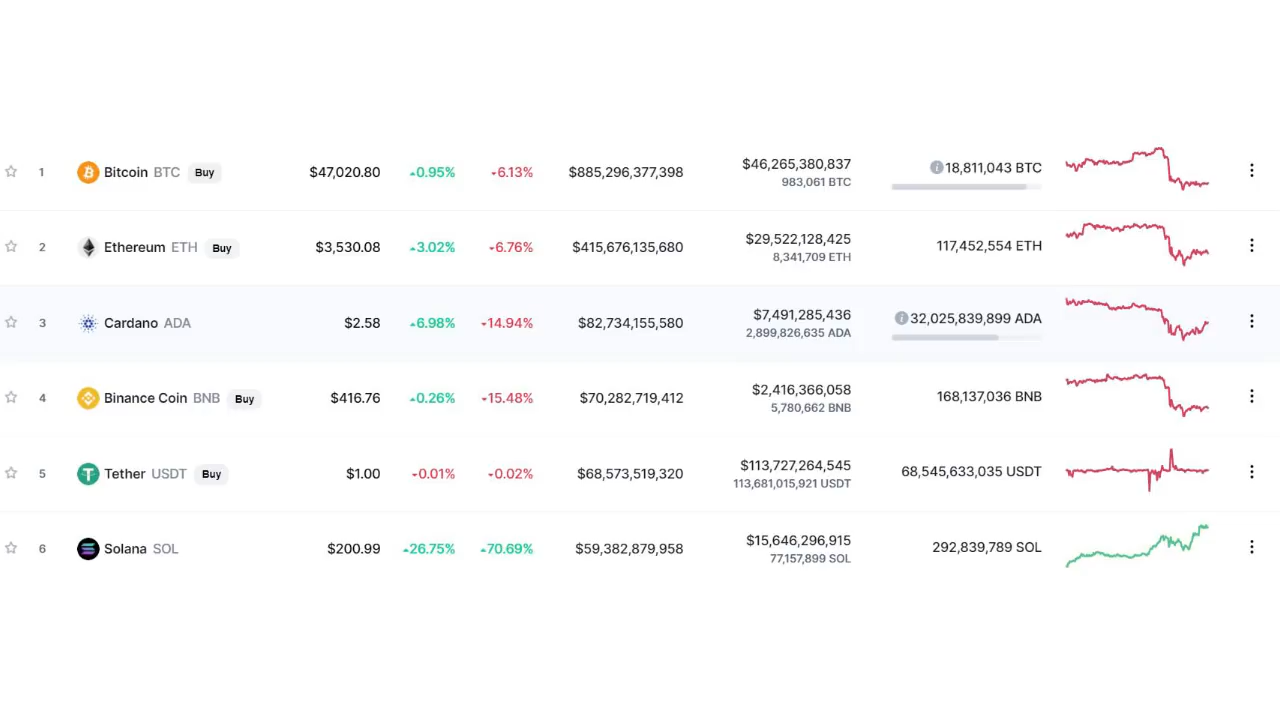 1 Bitcoin BTC Buy $47,020.80 0.95% 6.13% $885,296,377,398 $46,265,380,837 18,811,043 BTC
983,061 BTC
2 Ethereum ETH Buy $3,530.08 3.02% 6.76% $415,676,135,680 $29,522,128,425 117,452,554 ETH
8,341,709 ETH
3 Cardano ADA $2.58 6.98% 14.94% $82,734,155,580 $7,491,285,436 32,025,839,899 ADA
2,899,826,635 ADA
4 Binance Coin BNB Buy $416.76 0.26% 15.48% $70,282,719,412 $2,416,366,058 168,137,036 BNB
5,780,662 BNB
5 Tether USDT Buy $1.00 0.01% 0.02% $68,573,519,320 $113,727,264,545 68,545,633,035 USDT
113,681,015,921 USDT
6 Solana SOL $200.99 26.75% 70.69% $59,382,879,958 $15,646,296,915 292,839,789 SOL
77,157,899 SOL